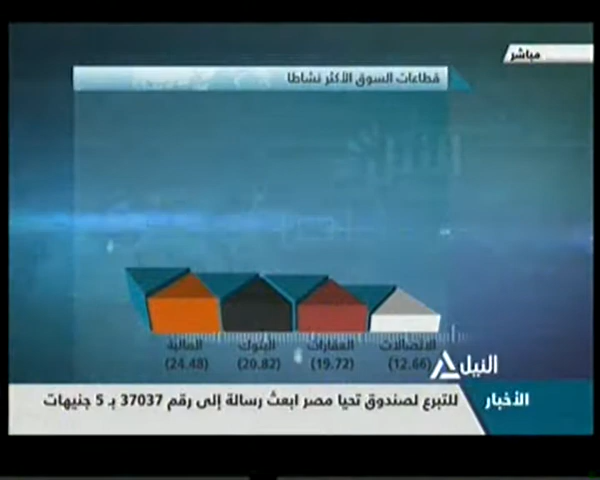 مباشر
قطاعات السوق الأكثر نشاطا
المالية البنوك العقارات الاتصالات
(24.48) (20.82) (19.72) (12.66)
النيل
الأخبار
للتبرع لصندوق تحيا مصر ابعث رسالة إلى رقم 37037 بـ 5 جنيهات